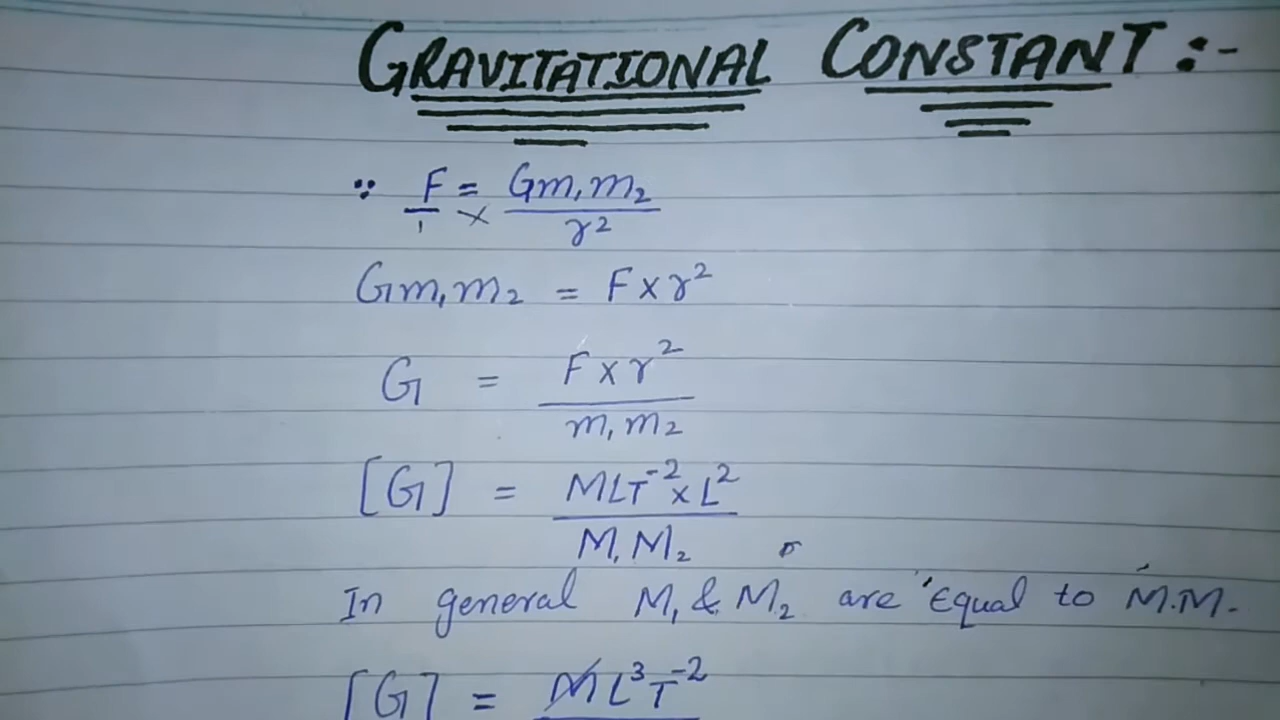 GRAVITATIONAL CONSTANT :-
∵ F/1 × = Gm₁m₂/r²
Gm₁m₂ = F×r²
G = F×r²/m₁m₂
[G] = MLT⁻²×L²/M₁M₂
In general M₁ & M₂ are equal to M.M.
[G] = ML³T⁻²